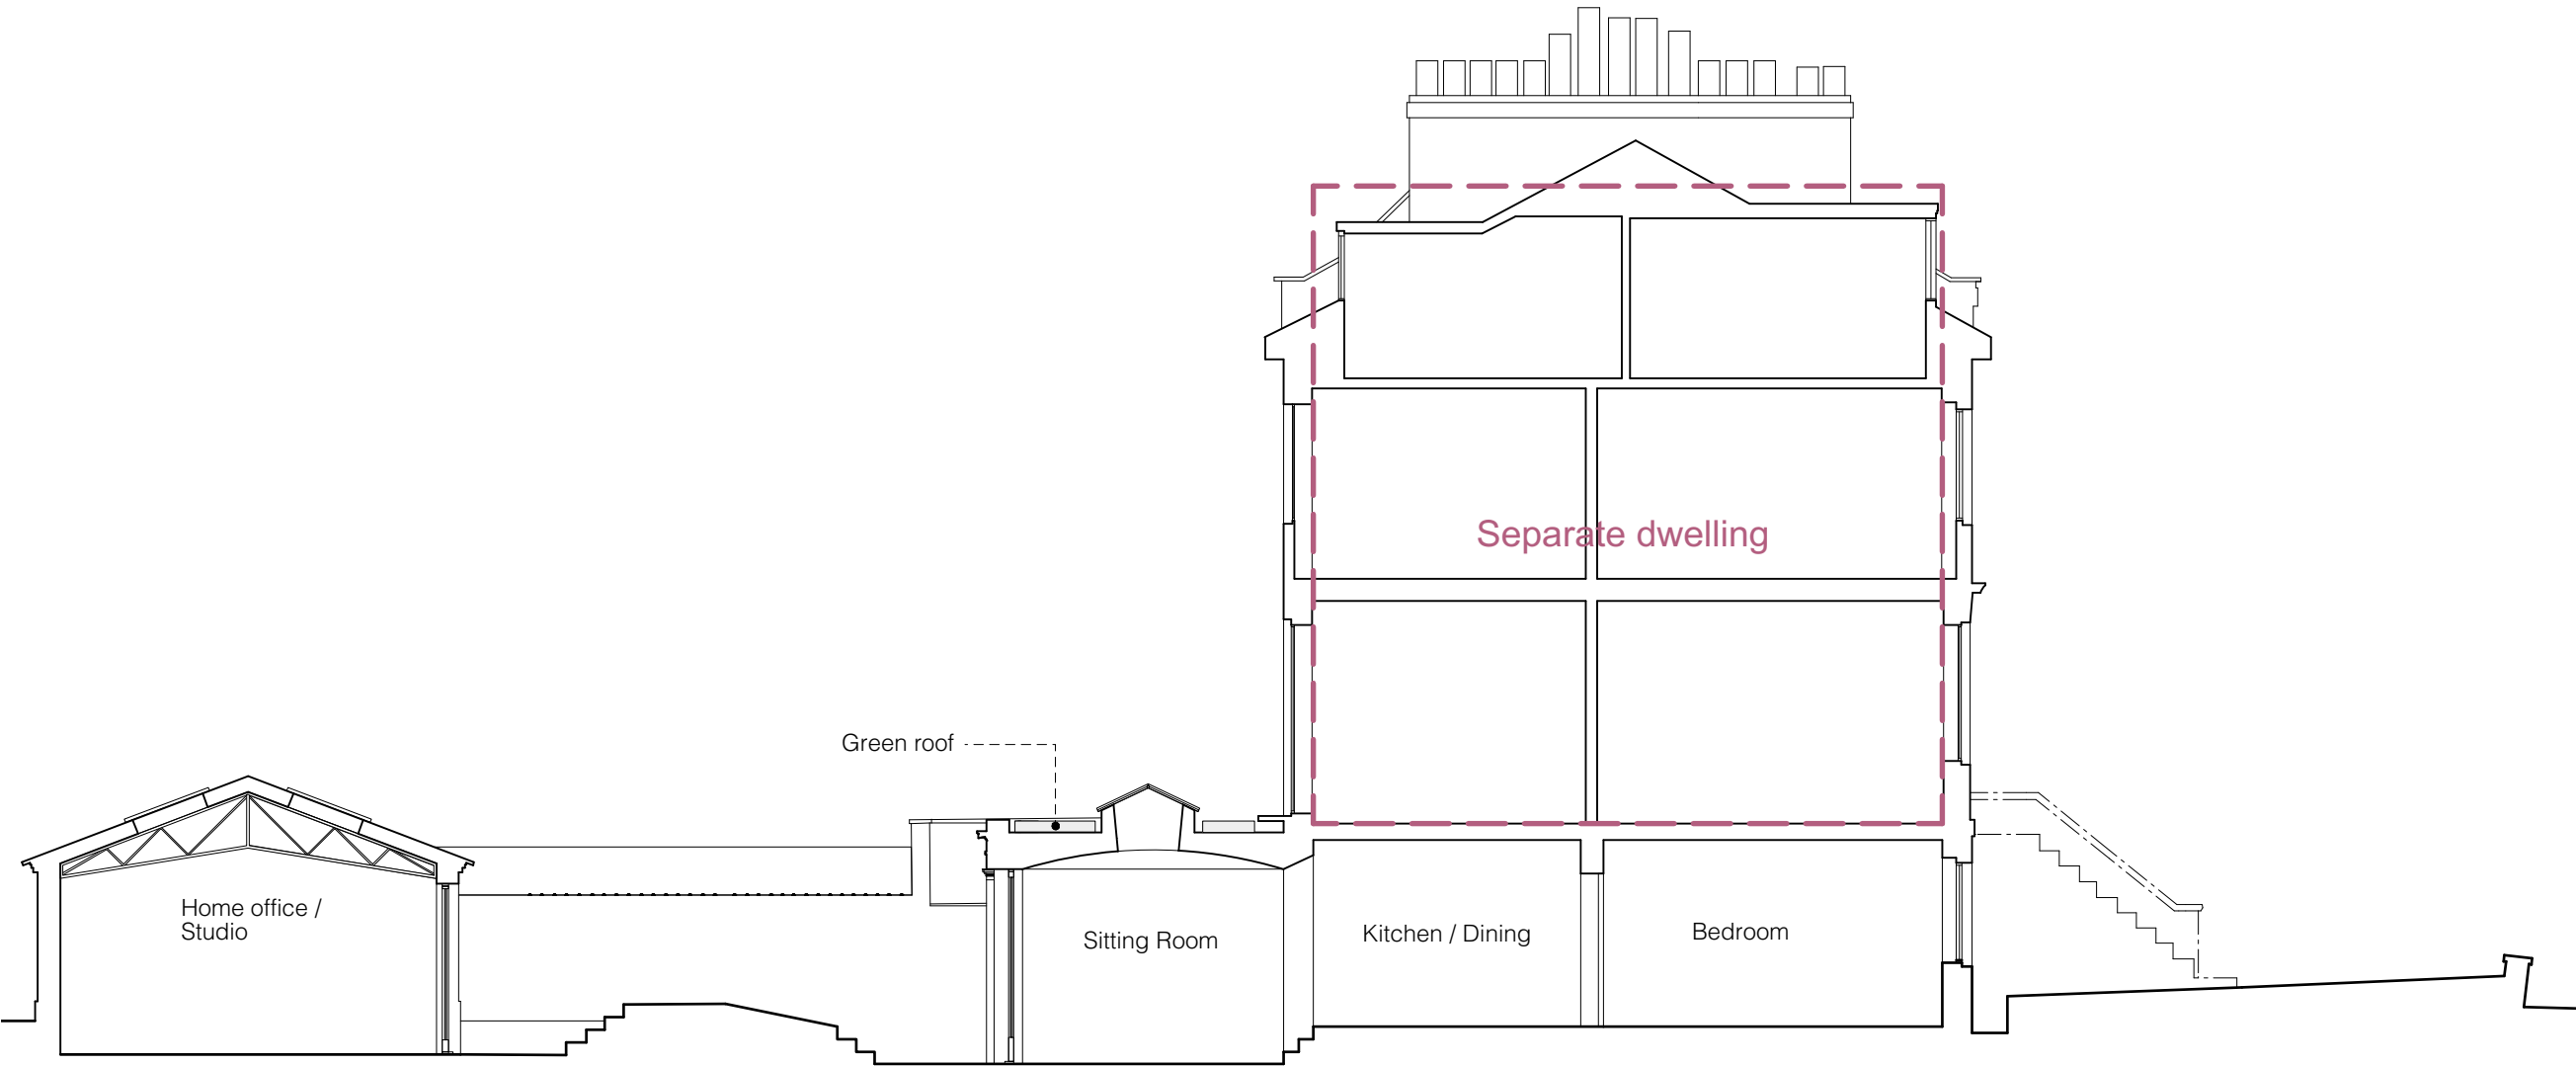 Separate dwelling
Green roof
Home office /
Studio
Sitting Room
Kitchen / Dining
Bedroom